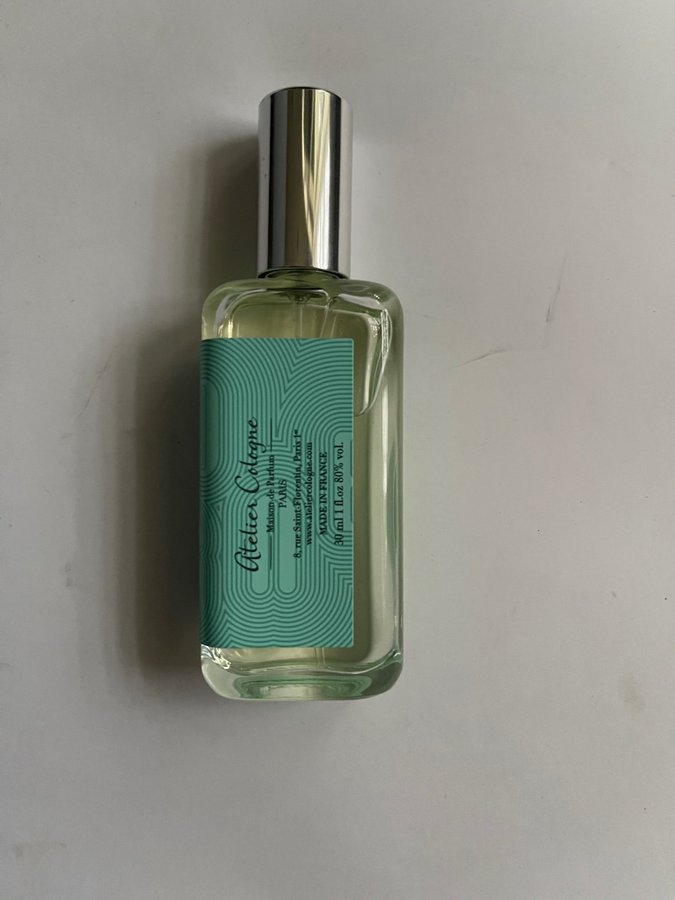 Atelier Cologne
Maison de Parfum
PARIS
8, rue Saint-Florentin, Paris 1er
www.ateliercologne.com
MADE IN FRANCE
30 ml 1 fl.oz 80% vol.